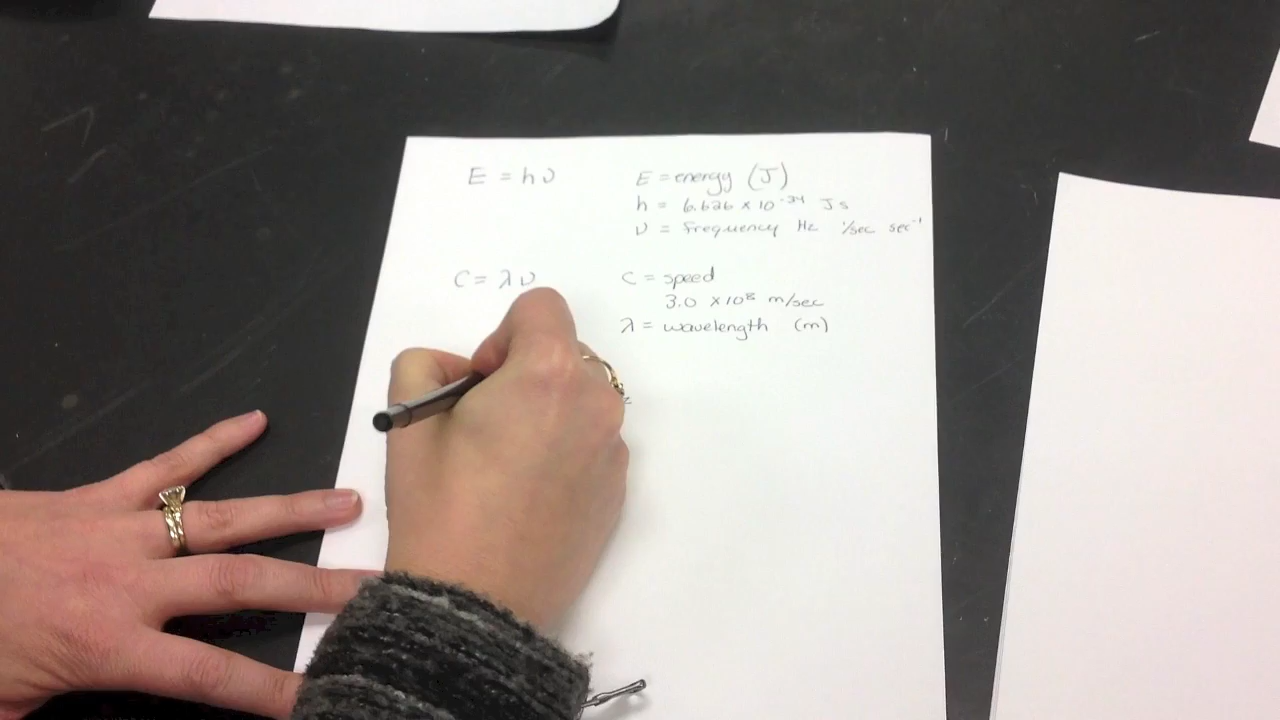 E = hν
E = energy (J)
h = 6.626 x 10⁻³⁴ Js
ν = frequency Hz 1/sec sec⁻¹
C = λν
C = speed
3.0 x10⁸ m/sec
λ = wavelength (m)